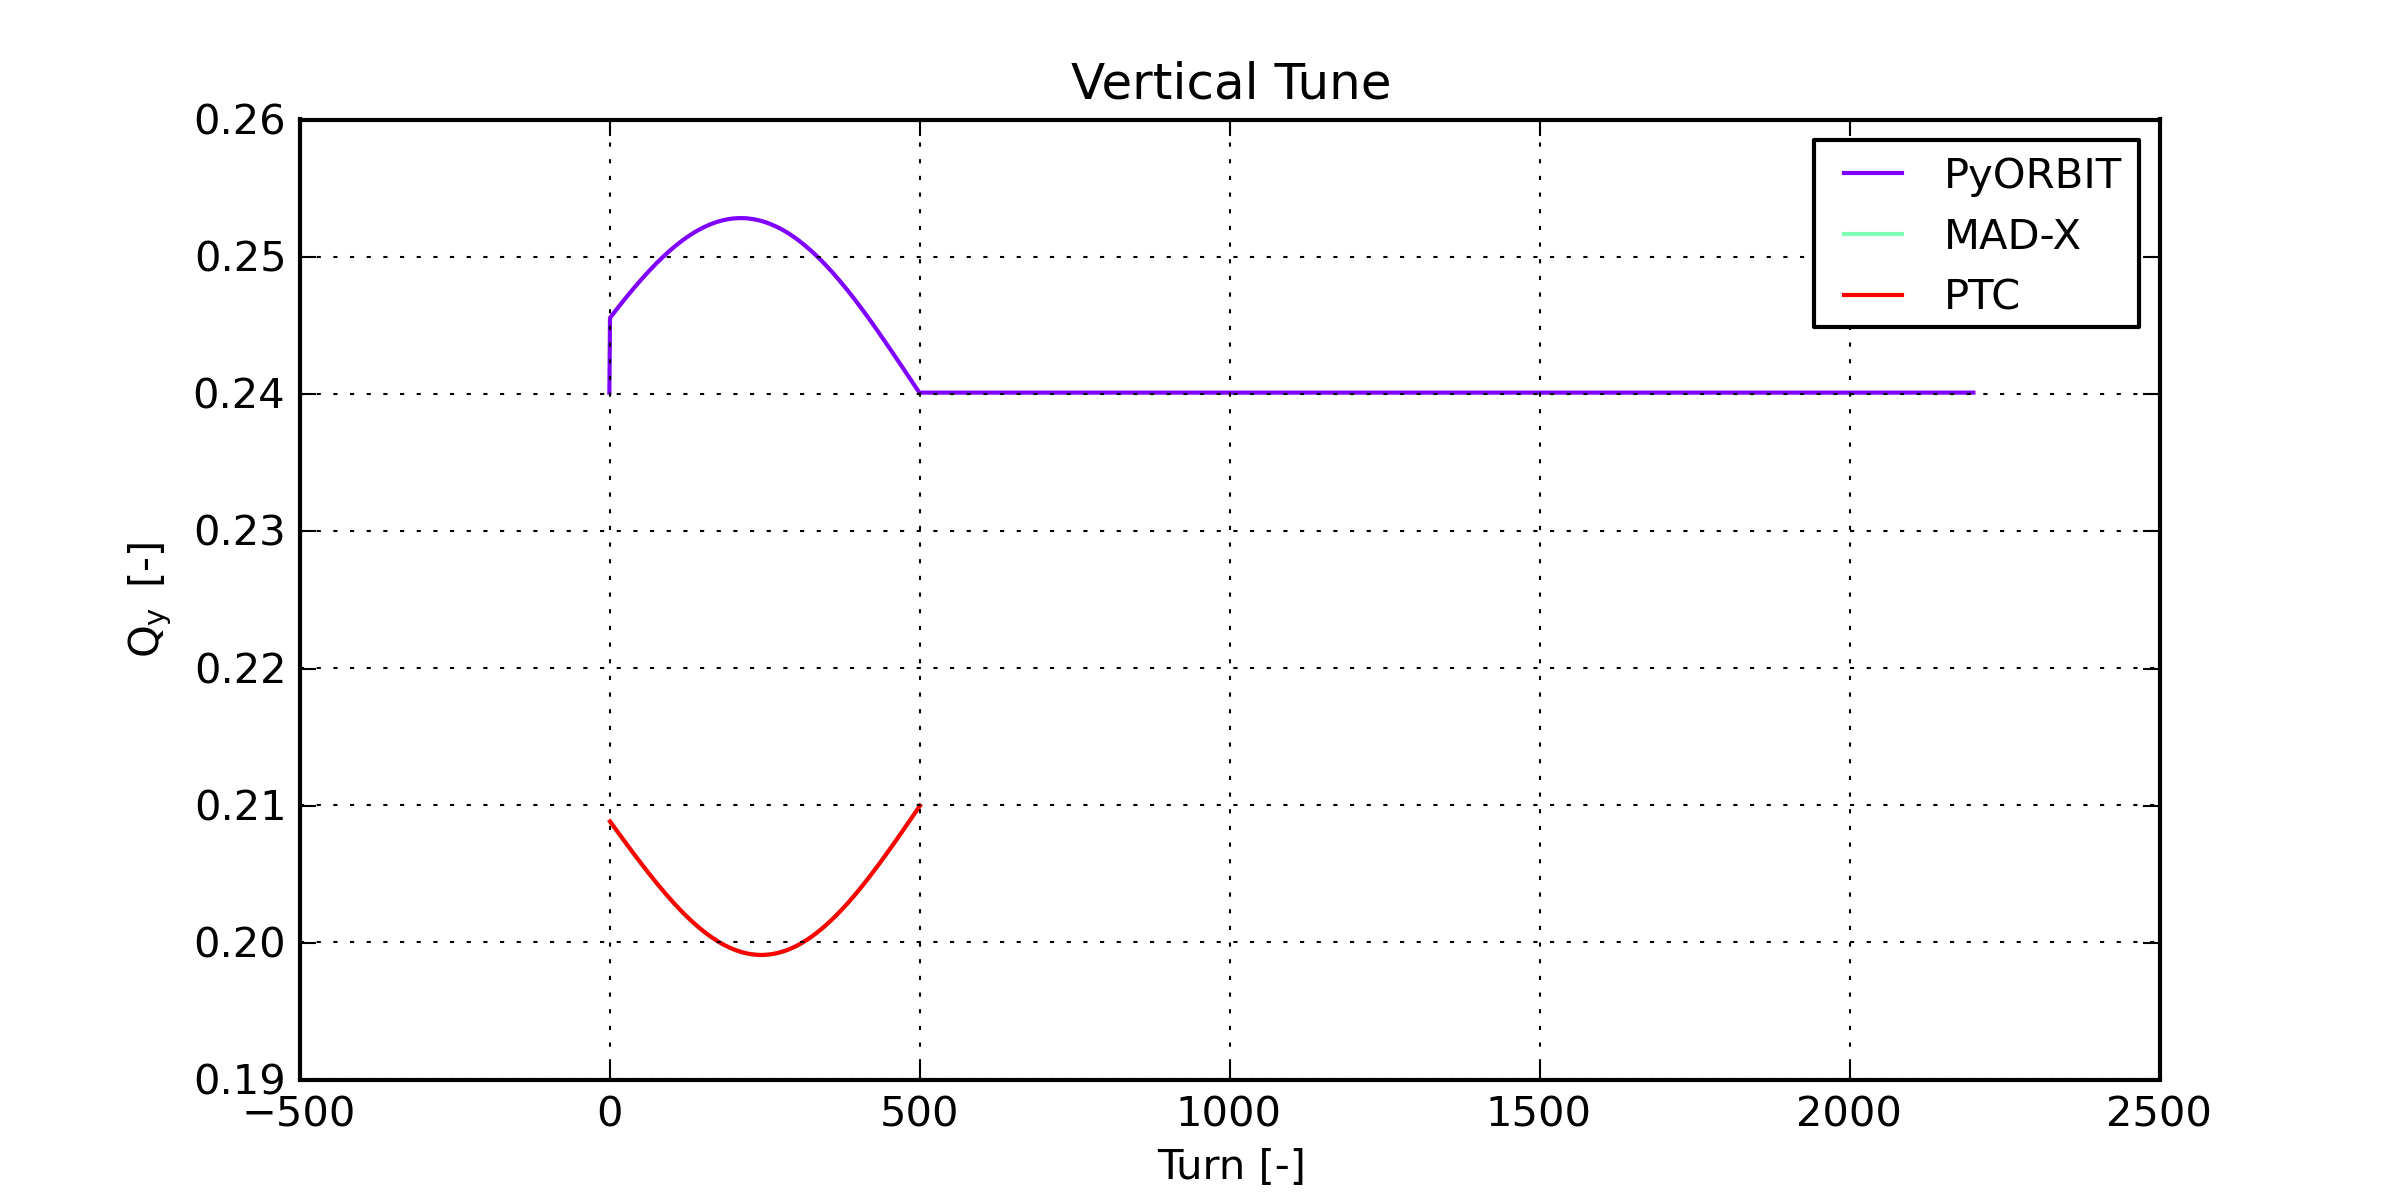 Vertical Tune
0.26
0.25
0.24
0.23
0.22
0.21
0.20
0.19
Qy [-]
PyORBIT
MAD-X
PTC
−500 0 500 1000 1500 2000 2500
Turn [-]